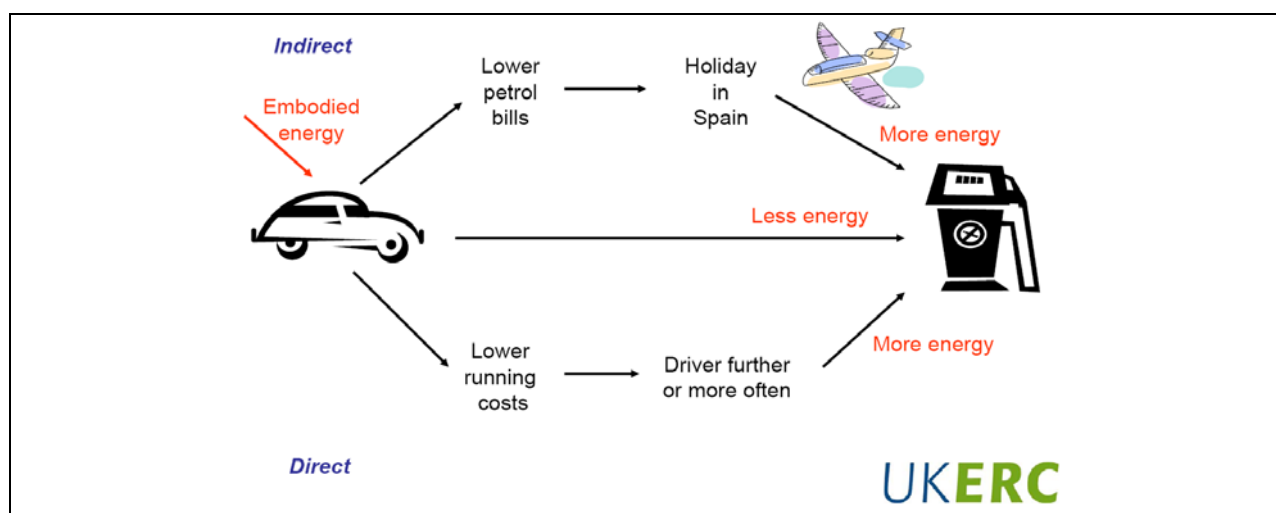 Indirect
Embodied
energy
Lower
petrol
bills
Holiday
in
Spain
More energy
Less energy
Lower
running
costs
Driver further
or more often
More energy
Direct
UKERC